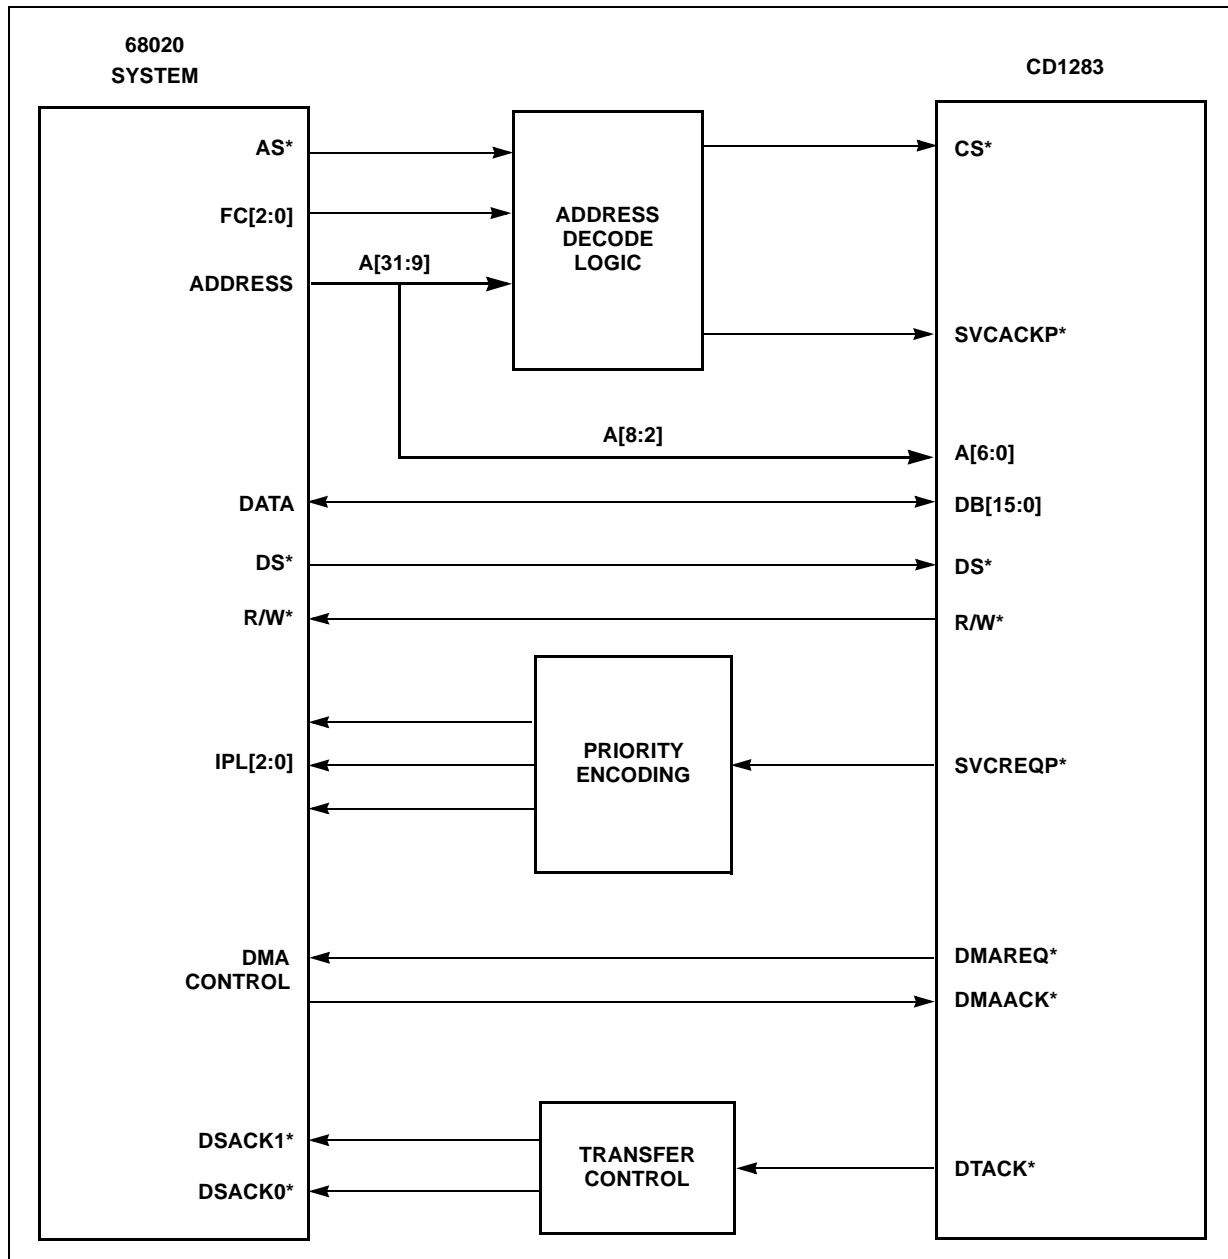 68020
SYSTEM
CD1283
AS*
FC[2:0]
ADDRESS
A[31:9]
ADDRESS
DECODE
LOGIC
CS*
SVCACKP*
A[8:2]
A[6:0]
DATA
DB[15:0]
DS*
DS*
R/W*
R/W*
IPL[2:0]
PRIORITY
ENCODING
SVCREQP*
DMA
CONTROL
DMAREQ*
DMAACK*
DSACK1*
DSACK0*
TRANSFER
CONTROL
DTACK*